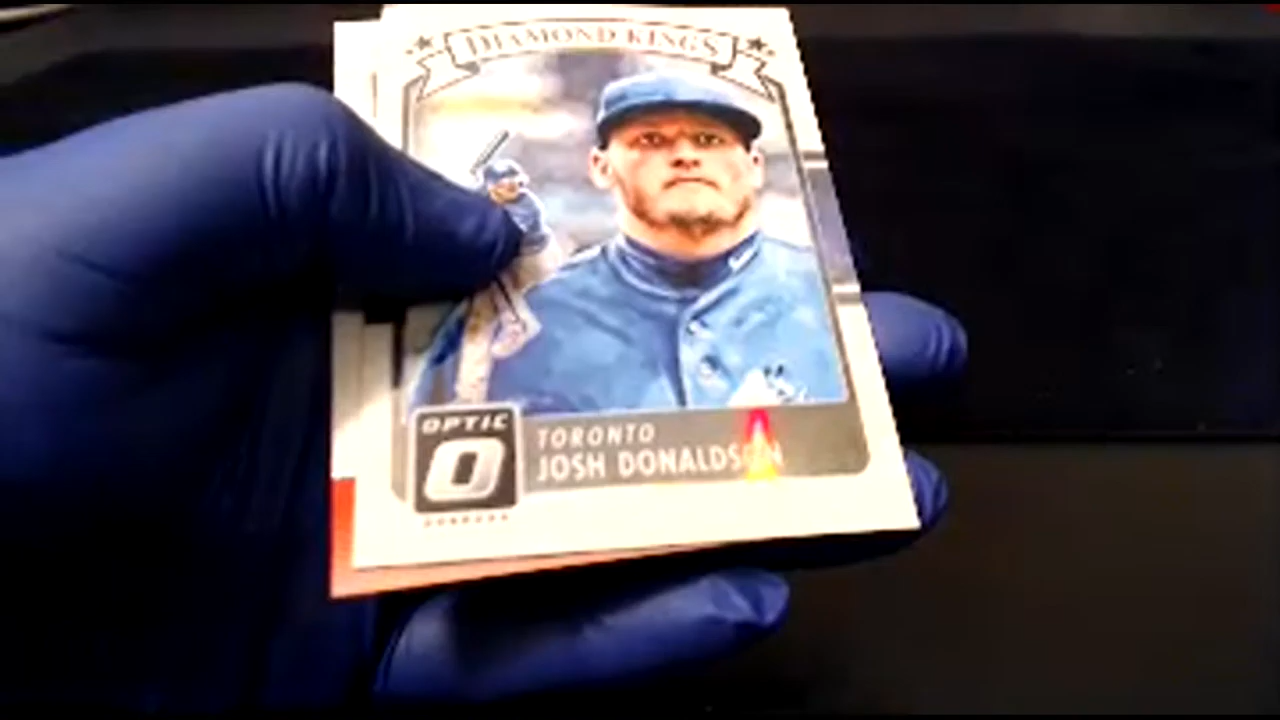 DIAMOND KINGS
OPTIC
O
TORONTO
JOSH DONALDSON